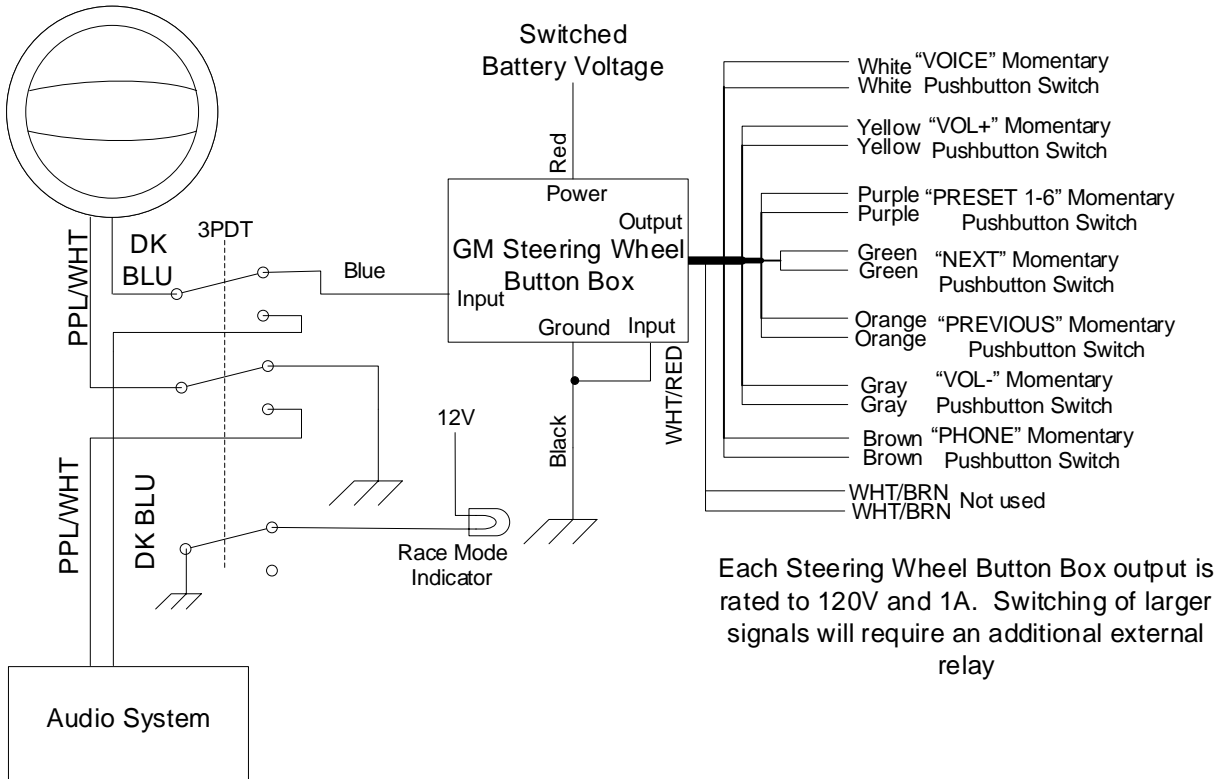 Switched
Battery Voltage
Red
Power
Output
GM Steering Wheel
Button Box
Input
Ground
Input
WHT/RED
Black
Blue
3PDT
DK
BLU
PPL/WHT
PPL/WHT
DK BLU
12V
Race Mode
Indicator
Audio System
White "VOICE" Momentary
White Pushbutton Switch
Yellow "VOL+" Momentary
Yellow Pushbutton Switch
Purple "PRESET 1-6" Momentary
Purple Pushbutton Switch
Green "NEXT" Momentary
Green Pushbutton Switch
Orange "PREVIOUS" Momentary
Orange Pushbutton Switch
Gray "VOL-" Momentary
Gray Pushbutton Switch
Brown "PHONE" Momentary
Brown Pushbutton Switch
WHT/BRN Not used
WHT/BRN
Each Steering Wheel Button Box output is
rated to 120V and 1A.  Switching of larger
signals will require an additional external
relay